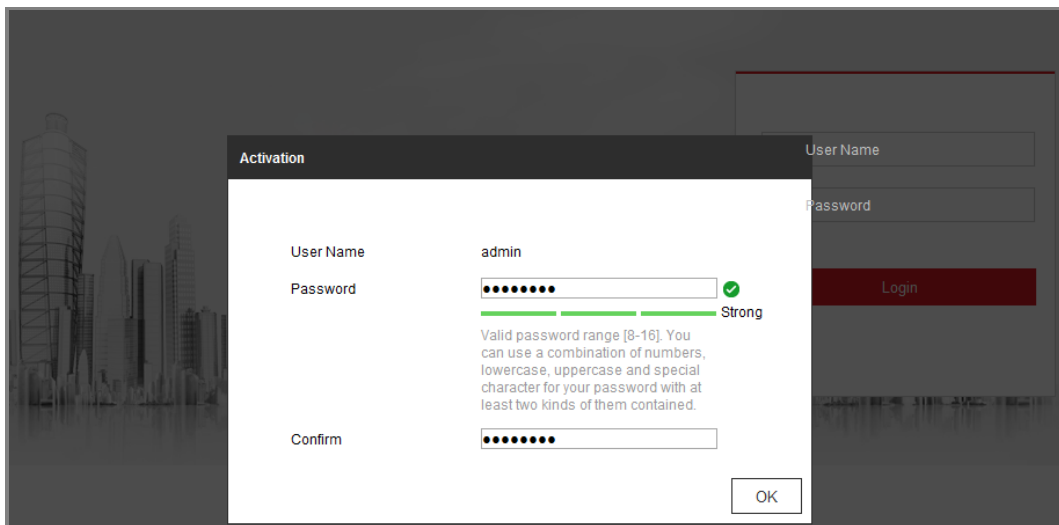 Activation
User Name
Password
Login
User Name admin
Password ●●●●●●●●
Strong
Valid password range [8-16]. You
can use a combination of numbers,
lowercase, uppercase and special
character for your password with at
least two kinds of them contained.
Confirm ●●●●●●●●
OK